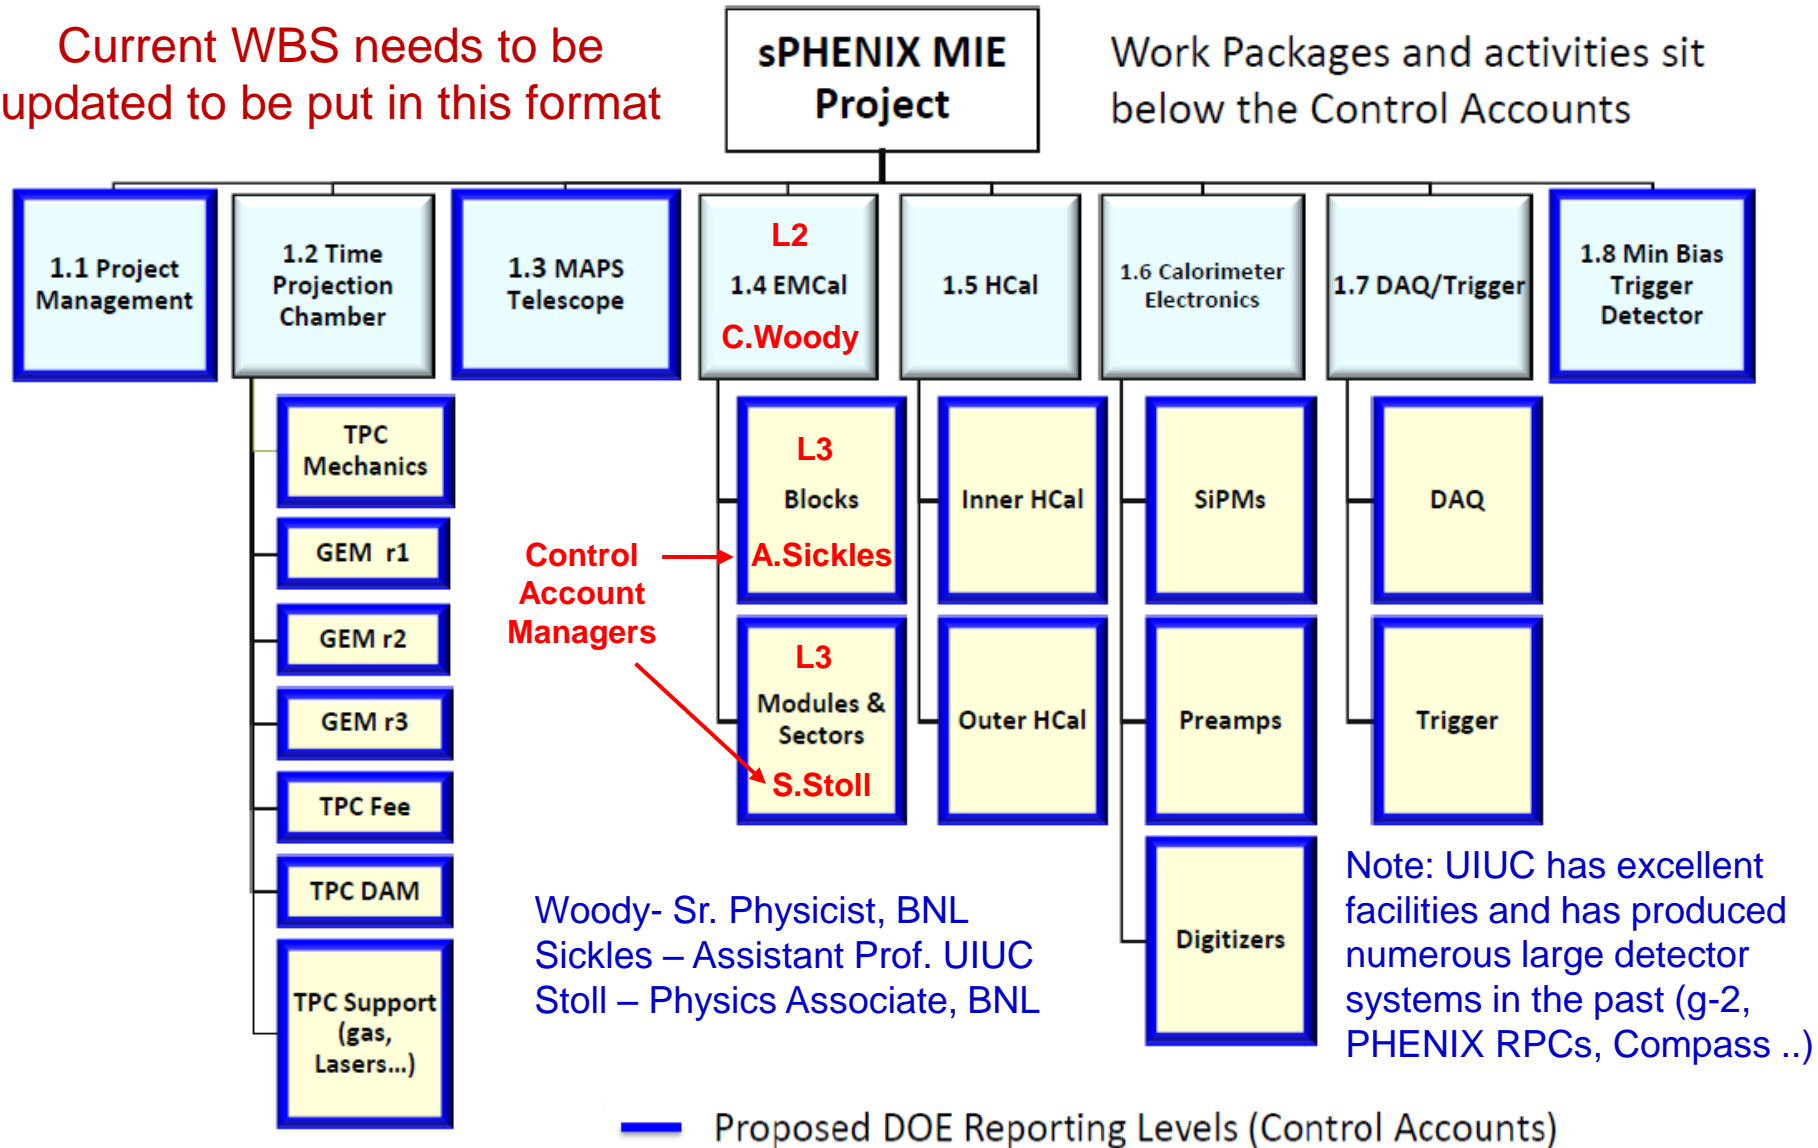 Current WBS needs to be
updated to be put in this format
sPHENIX MIE
Project
Work Packages and activities sit
below the Control Accounts
1.1 Project
Management
1.2 Time
Projection
Chamber
1.3 MAPS
Telescope
L2
1.4 EMCal
C.Woody
1.5 HCal
1.6 Calorimeter
Electronics
1.7 DAQ/Trigger
1.8 Min Bias
Trigger
Detector
TPC
Mechanics
GEM r1
GEM r2
GEM r3
TPC Fee
TPC DAM
TPC Support
(gas,
Lasers...)
Control
Account
Managers
L3
Blocks
A.Sickles
L3
Modules &
Sectors
S.Stoll
Inner HCal
Outer HCal
SiPMs
Preamps
Digitizers
DAQ
Trigger
Woody- Sr. Physicist, BNL
Sickles – Assistant Prof. UIUC
Stoll – Physics Associate, BNL
Note: UIUC has excellent
facilities and has produced
numerous large detector
systems in the past (g-2,
PHENIX RPCs, Compass ..)
Proposed DOE Reporting Levels (Control Accounts)